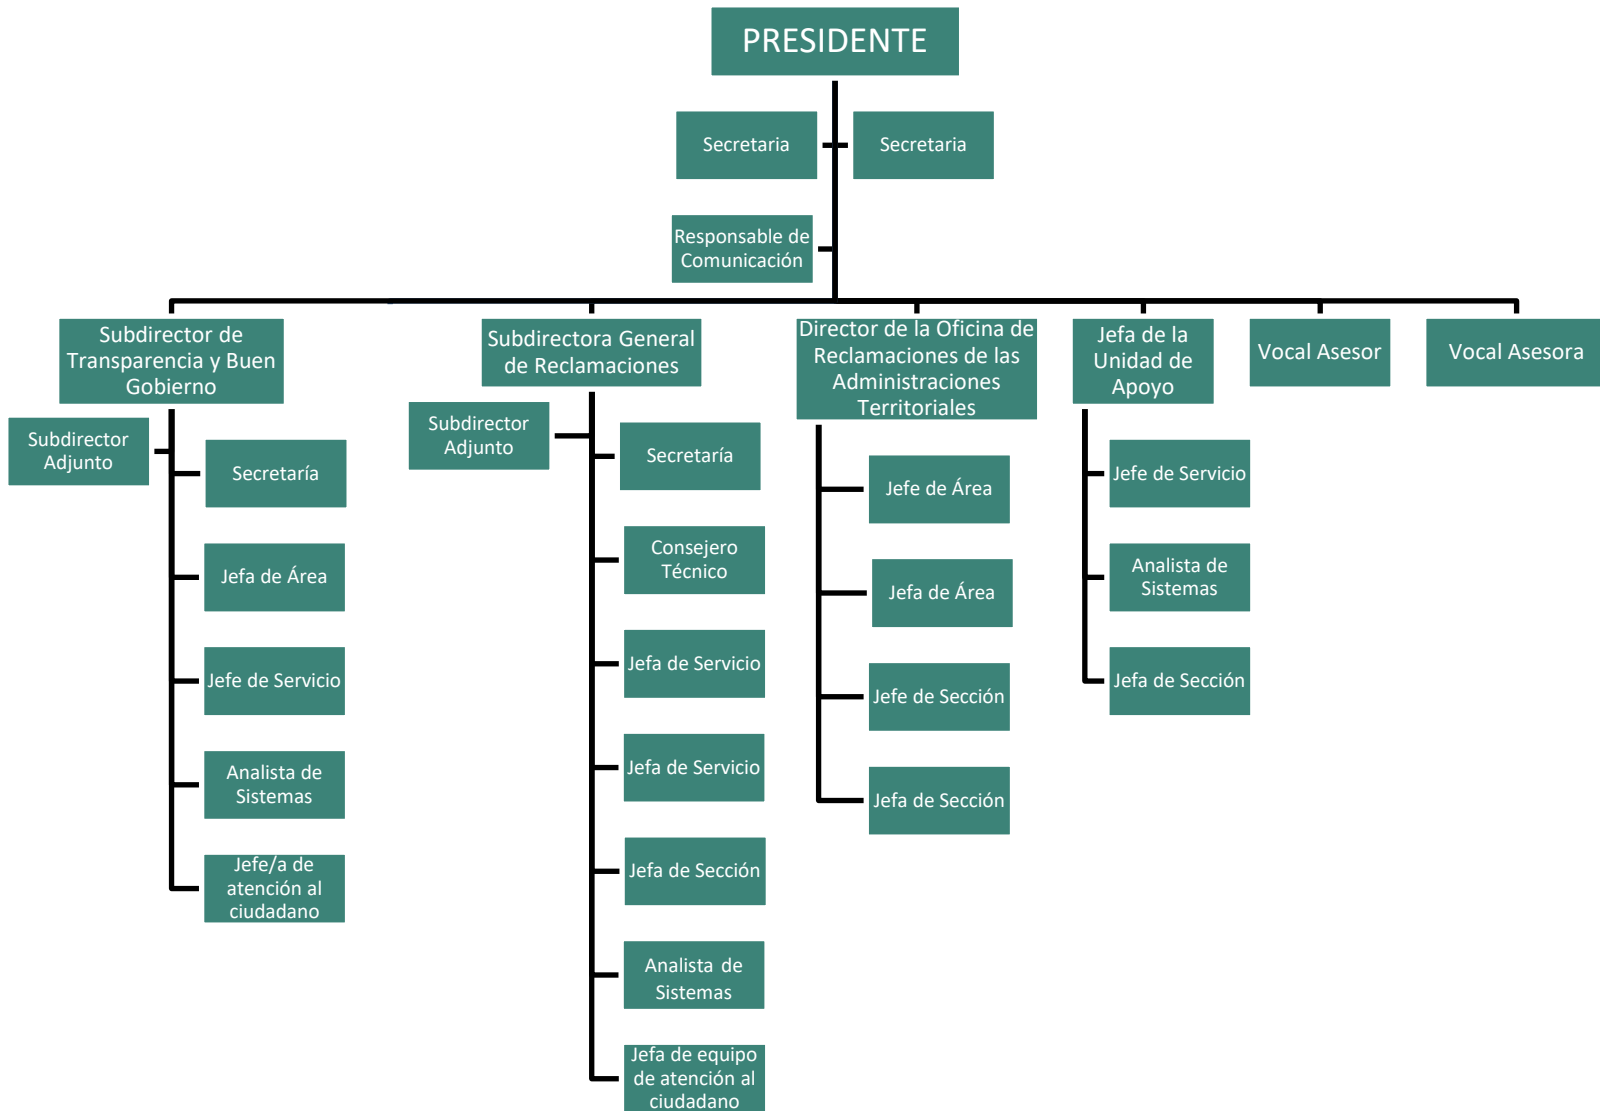 PRESIDENTE
Secretaria
Secretaria
Responsable de
Comunicación
Subdirector de
Transparencia y Buen
Gobierno
Subdirectora General
de Reclamaciones
Director de la Oficina de
Reclamaciones de las
Administraciones
Territoriales
Jefa de la
Unidad de
Apoyo
Vocal Asesor
Vocal Asesora
Subdirector
Adjunto
Secretaría
Jefa de Área
Jefe de Servicio
Analista de
Sistemas
Jefe/a de
atención al
ciudadano
Subdirector
Adjunto
Secretaría
Consejero
Técnico
Jefa de Servicio
Jefa de Servicio
Jefa de Sección
Analista de
Sistemas
Jefa de equipo
de atención al
ciudadano
Jefe de Área
Jefa de Área
Jefe de Sección
Jefa de Sección
Jefe de Servicio
Analista de
Sistemas
Jefa de Sección